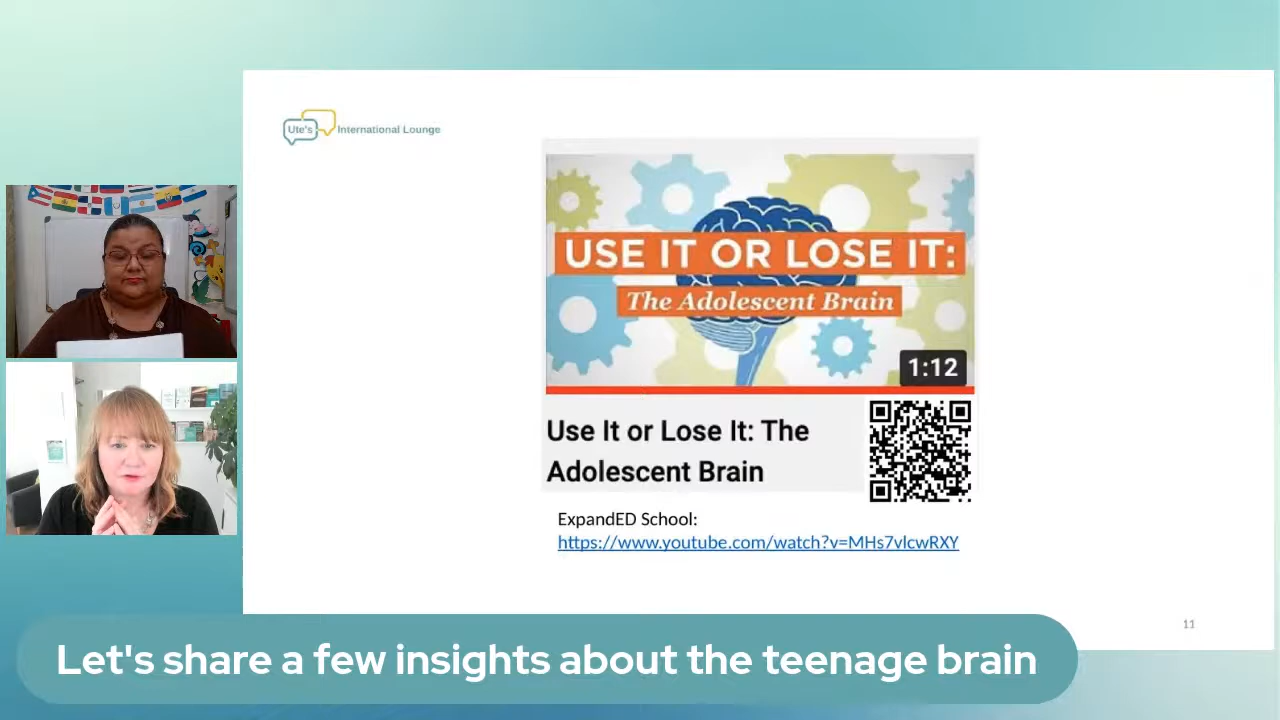 Ute's International Lounge
USE IT OR LOSE IT:
The Adolescent Brain
1:12
Use It or Lose It: The
Adolescent Brain
ExpandED School:
https://www.youtube.com/watch?v=MHs7vlcwRXY
11
Let's share a few insights about the teenage brain